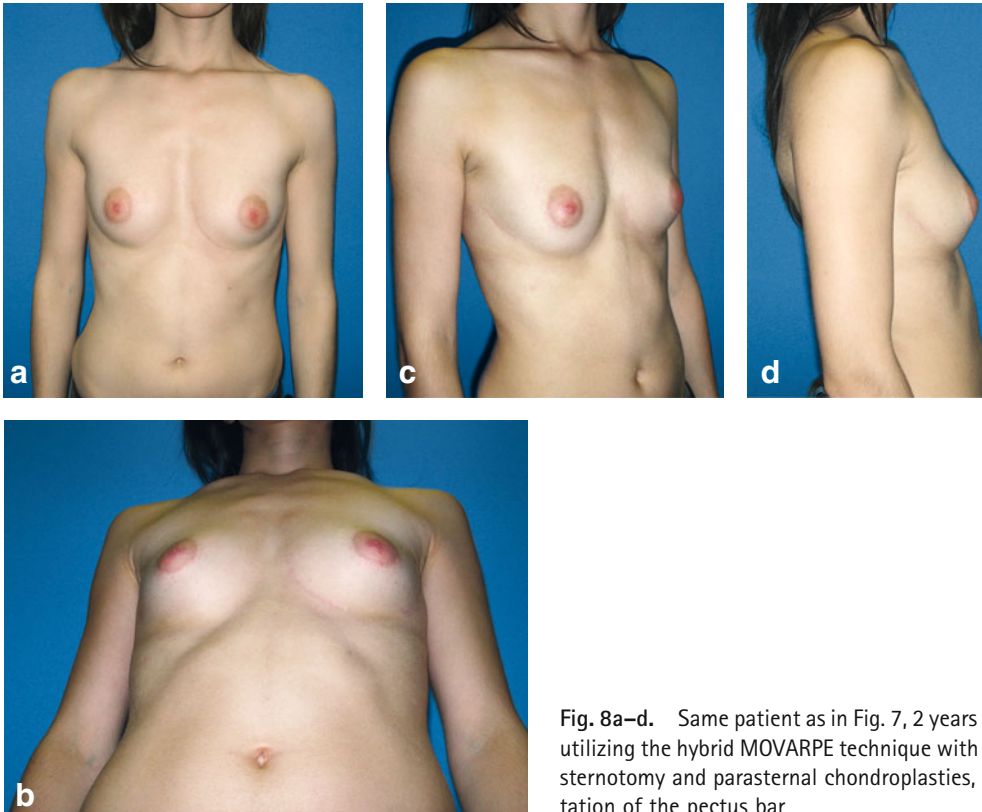 a
c
d
b
Fig. 8a–d. Same patient as in Fig. 7, 2 years
utilizing the hybrid MOVARPE technique with
sternotomy and parasternal chondroplasties,
tation of the pectus bar